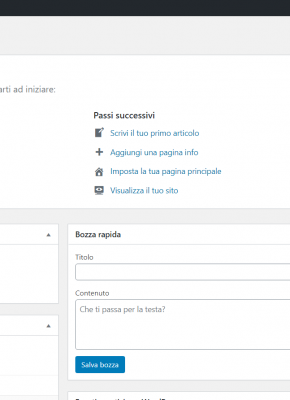 arti ad iniziare:
Passi successivi
Scrivi il tuo primo articolo
Aggiungi una pagina info
Imposta la tua pagina principale
Visualizza il tuo sito
Bozza rapida
Titolo
Contenuto
Che ti passa per la testa?
Salva bozza